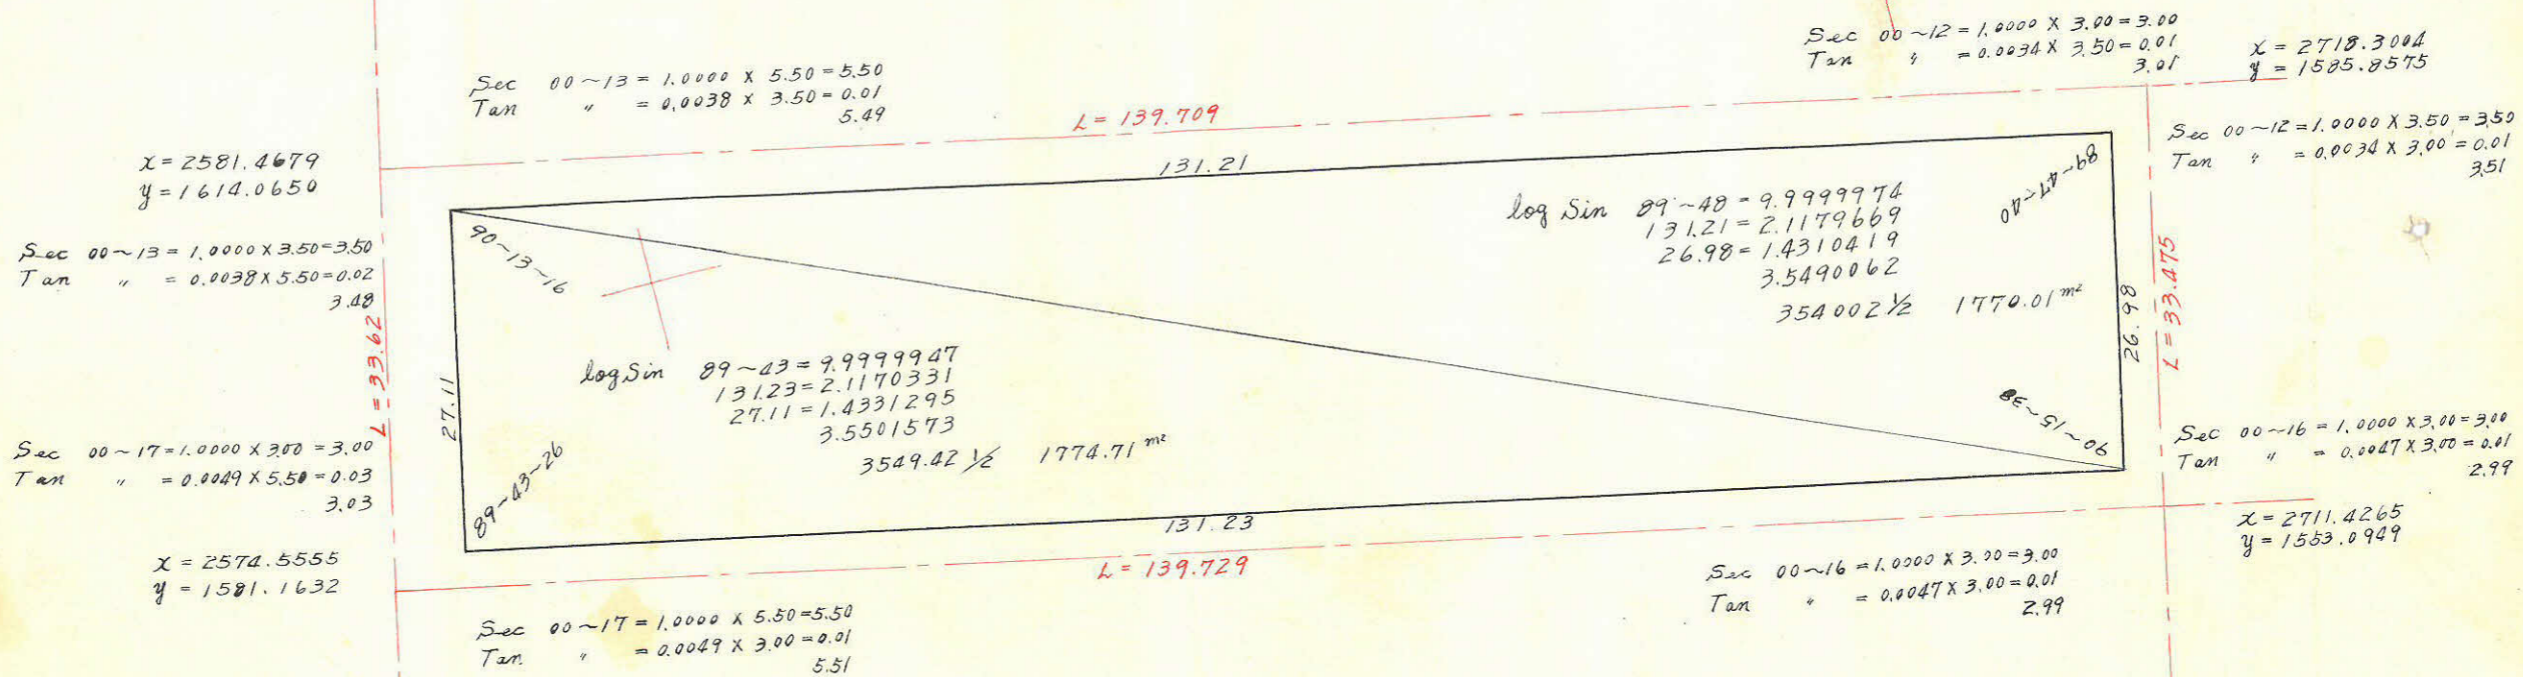 Sec 00~13 = 1.0000 X 5.50 = 5.50
Tan " = 0.0038 x 3.50 = 0.01
5.49
Sec 00~12 = 1.0000 X 3.00 = 3.00
Tan " = 0.0034 X 3.50 = 0.01
3.01
x = 2718.3004
y = 1585.8575
L = 139.709
131.21
x = 2581.4679
y = 1614.0650
Sec 00~12 = 1.0000 X 3.50 = 3.50
Tan " = 0.0034 x 3.00 = 0.01
3.51
Sec 00~13 = 1.0000 X 3.50 = 3.50
Tan " = 0.0038 X 5.50 = 0.02
3.48
L = 33.62
90~13~16
log Sin 89~48 = 9.9999974
131.21 = 2.1179669
26.98 = 1.4310419
3.5490062
354002 ½ 1770.01 m²
89~47~40
26.98
L = 33.475
27.11
log Sin 89~43 = 9.9999947
131.23 = 2.1170331
27.11 = 1.4331295
3.5501573
3549.42 ½ 1774.71 m²
90~15~38
Sec 00~17 = 1.0000 X 3.00 = 3.00
Tan " = 0.0049 X 5.50 = 0.03
3.03
89~43~26
Sec 00~16 = 1.0000 X 3.00 = 3.00
Tan " = 0.0047 X 3.00 = 0.01
2.99
131.23
L = 139.729
x = 2574.5555
y = 1581.1632
x = 2711.4265
y = 1553.0949
Sec 00~17 = 1.0000 X 5.50 = 5.50
Tan. " = 0.0049 X 3.00 = 0.01
5.51
Sec 00~16 = 1.0000 X 3.00 = 3.00
Tan " = 0.0047 X 3.00 = 0.01
2.99